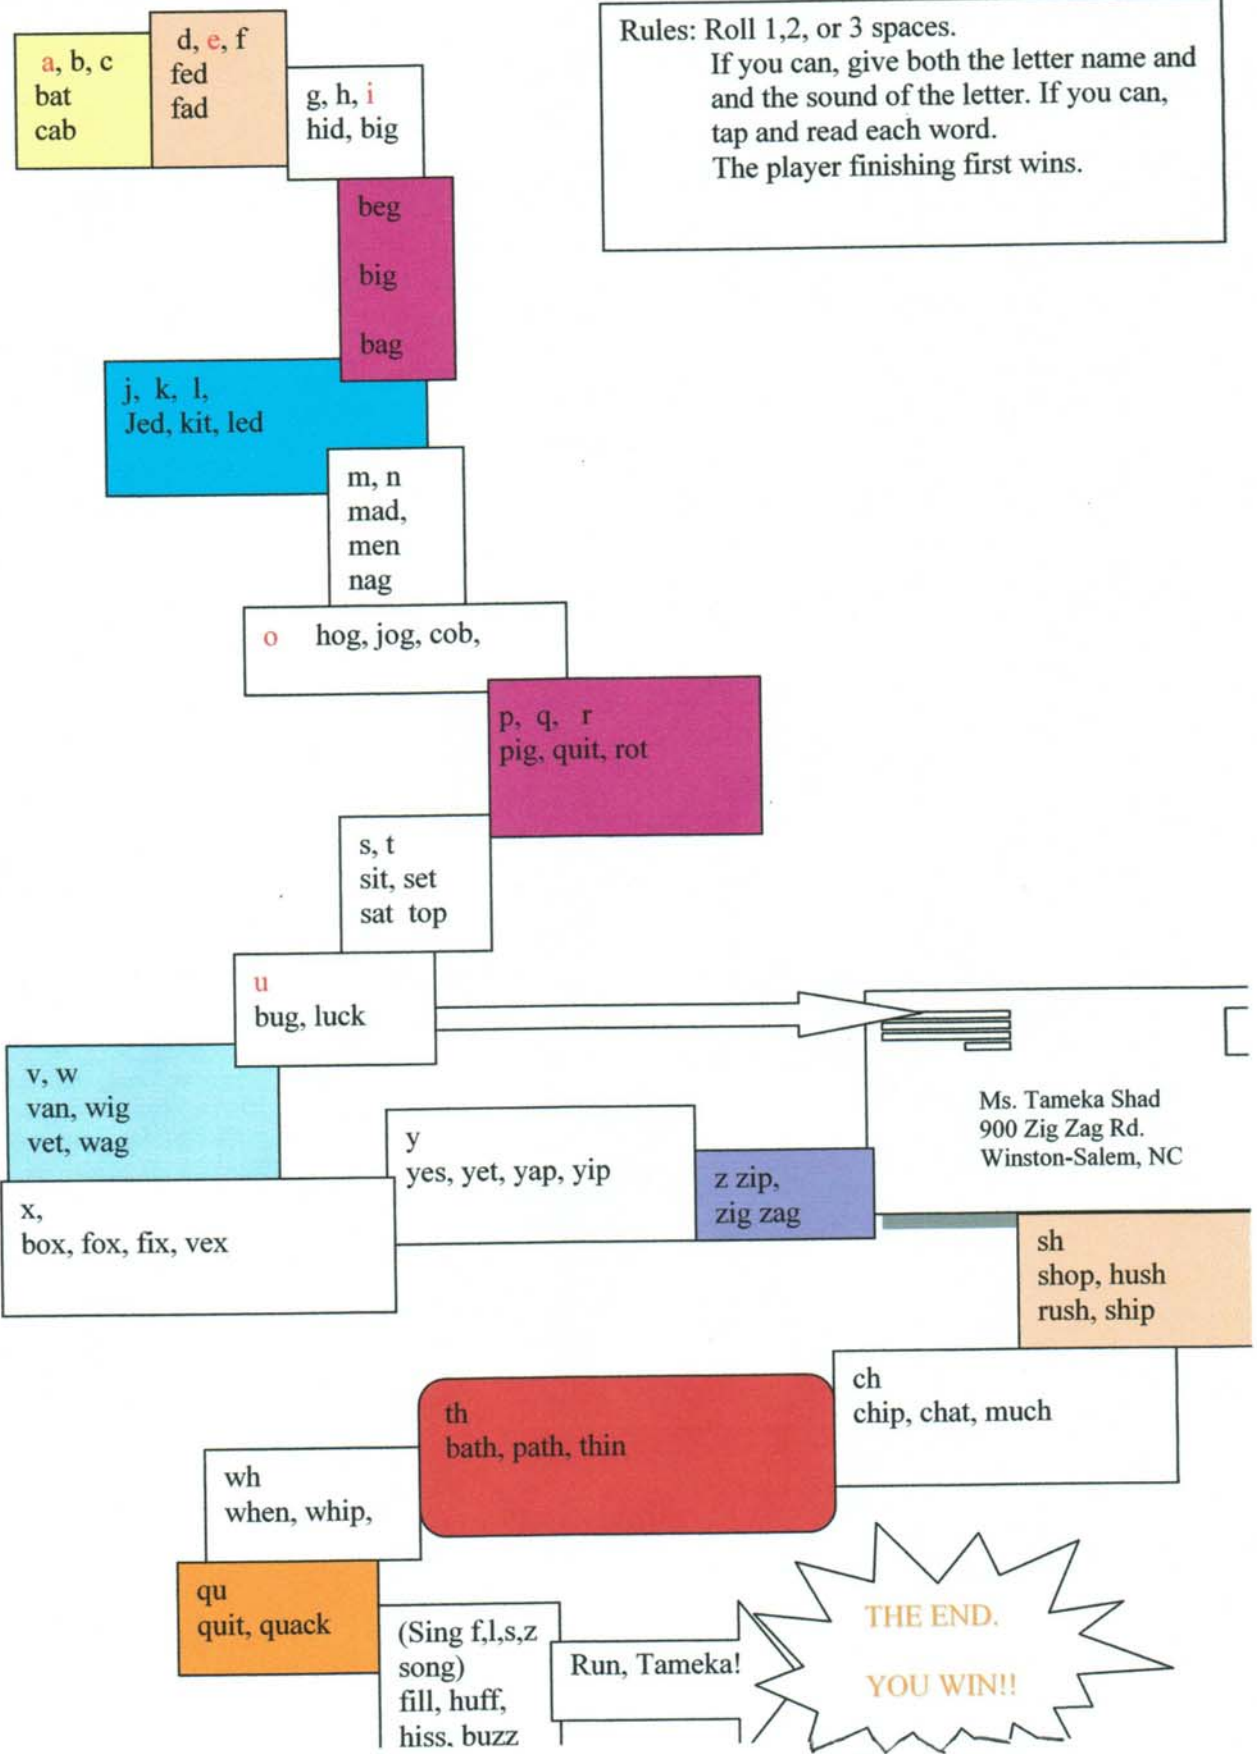 a, b, c
bat
cab
d, e, f
fed
fad
g, h, i
hid, big
Rules: Roll 1,2, or 3 spaces.
If you can, give both the letter name and
and the sound of the letter. If you can,
tap and read each word.
The player finishing first wins.
beg
big
bag
j, k, l,
Jed, kit, led
m, n
mad,
men
nag
o hog, jog, cob,
p, q, r
pig, quit, rot
s, t
sit, set
sat top
u
bug, luck
v, w
van, wig
vet, wag
x,
box, fox, fix, vex
y
yes, yet, yap, yip
z zip,
zig zag
Ms. Tameka Shad
900 Zig Zag Rd.
Winston-Salem, NC
sh
shop, hush
rush, ship
ch
chip, chat, much
th
bath, path, thin
wh
when, whip,
qu
quit, quack
(Sing f,l,s,z
song)
fill, huff,
hiss, buzz
Run, Tameka!
THE END.
YOU WIN!!